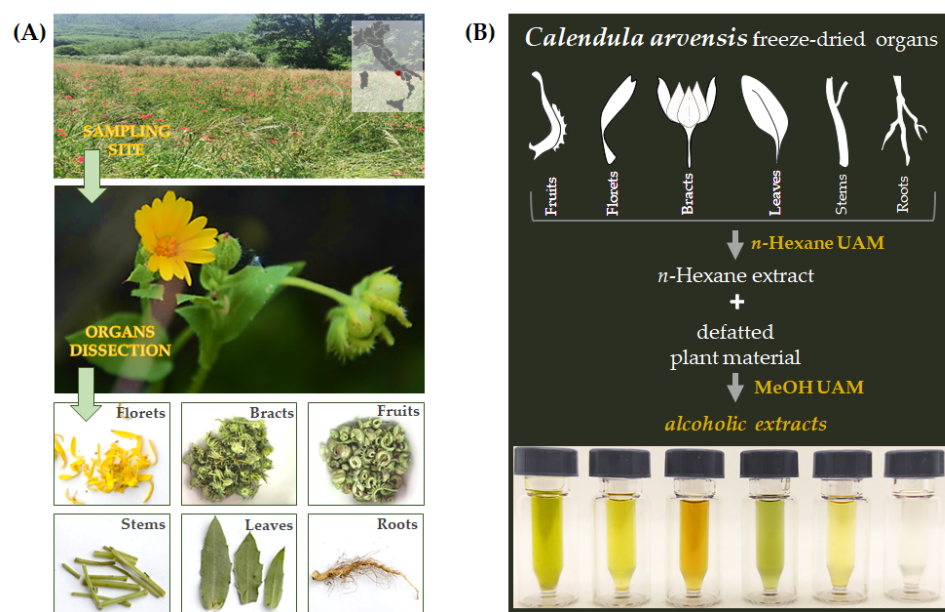 (A)
SAMPLING
SITE
ORGANS
DISSECTION
Florets
Bracts
Fruits
Stems
Leaves
Roots
(B)
Calendula arvensis freeze-dried organs
Fruits
Florets
Bracts
Leaves
Stems
Roots
n-Hexane UAM
n-Hexane extract
+
defatted
plant material
MeOH UAM
alcoholic extracts